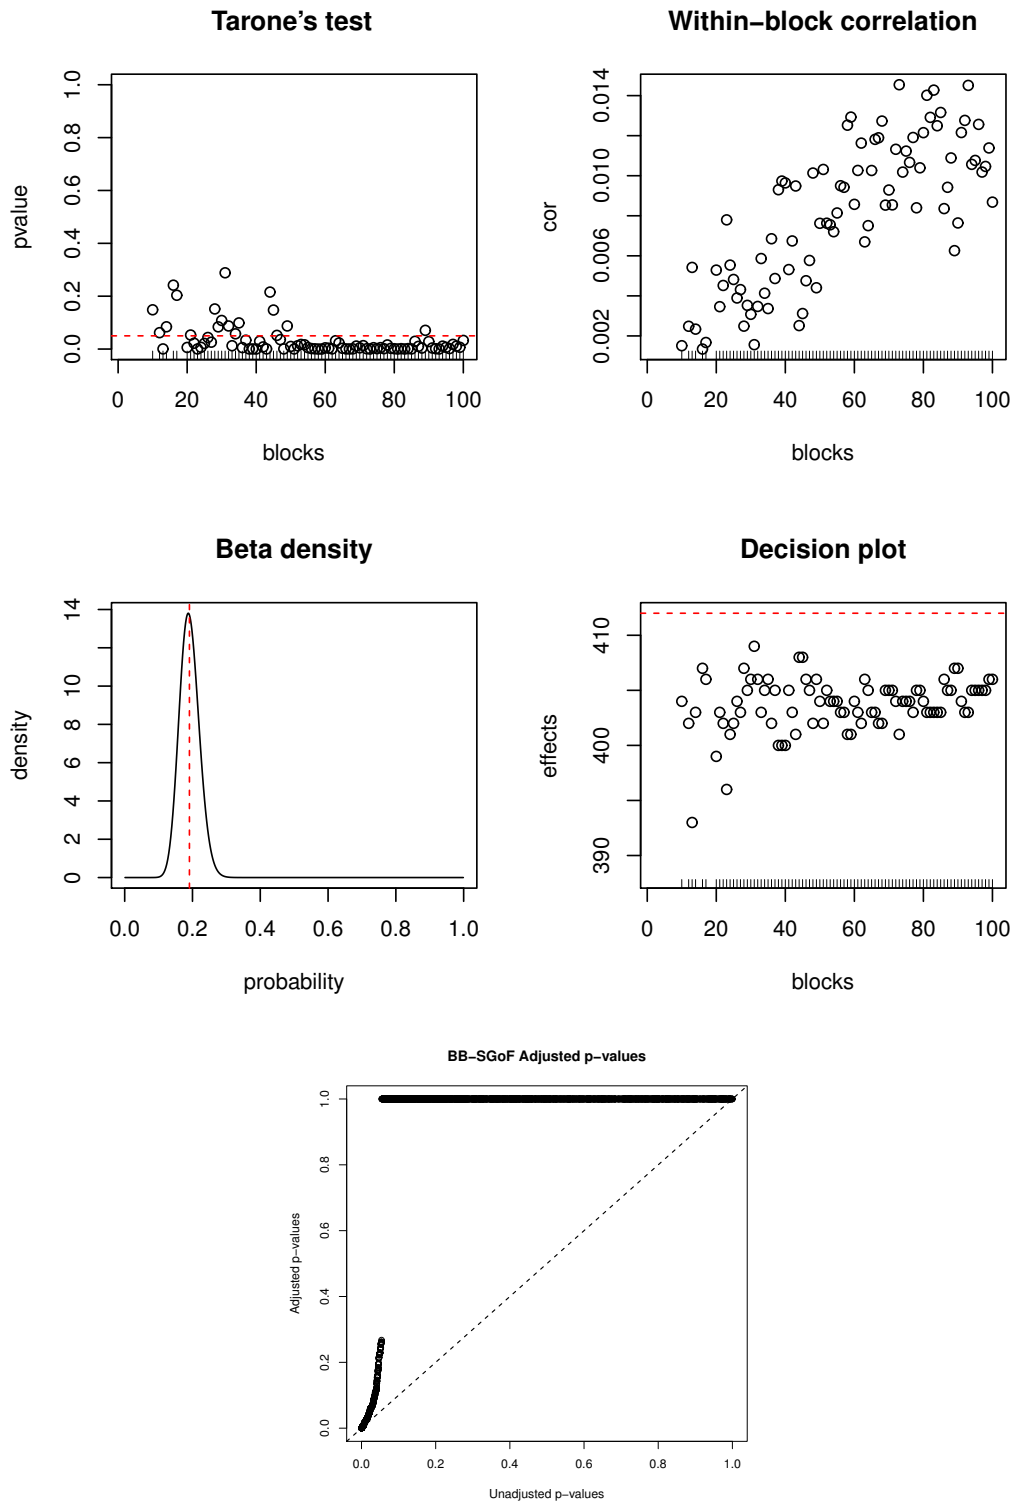 Tarone’s test
1.0
0.8
0.6
0.4
0.2
0.0
pvalue
0 20 40 60 80 100
blocks
Within−block correlation
0.014
0.010
0.006
0.002
cor
0 20 40 60 80 100
blocks
Beta density
14
10
8
6
4
2
0
density
0.0 0.2 0.4 0.6 0.8 1.0
probability
Decision plot
410
400
390
effects
0 20 40 60 80 100
blocks
BB−SGoF Adjusted p−values
1.0
0.8
0.6
0.4
0.2
0.0
Adjusted p−values
0.0 0.2 0.4 0.6 0.8 1.0
Unadjusted p−values